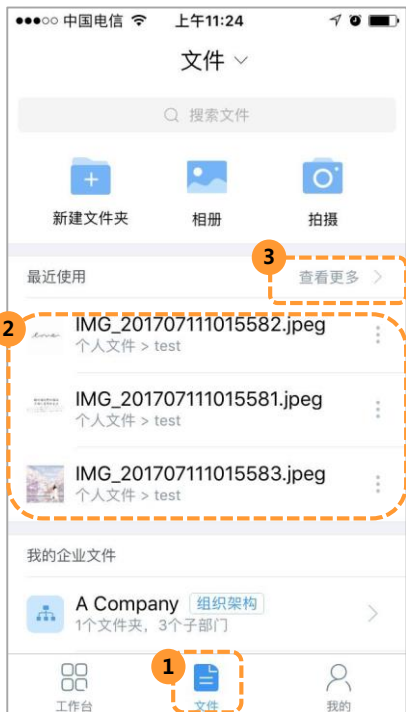 中国电信 上午11:24
文件
搜索文件
新建文件夹 相册 拍摄
3
最近使用 查看更多
2
IMG_201707111015582.jpeg
个人文件 > test
IMG_201707111015581.jpeg
个人文件 > test
IMG_201707111015583.jpeg
个人文件 > test
我的企业文件
A Company 组织架构
1个文件夹，3个子部门
1
工作台 文件 我的